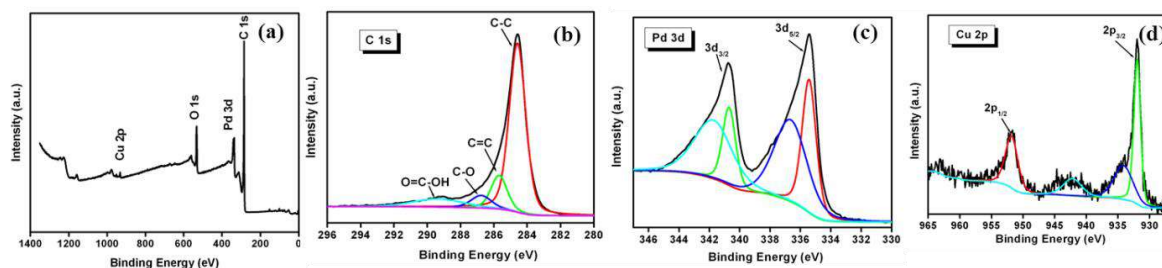 (a)
C 1s
O 1s
Pd 3d
Cu 2p
Intensity (a.u.)
1400 1200 1000 800 600 400 200 0
Binding Energy (eV)
(b)
C 1s
C-C
C=C
C-O
O=C-OH
Intensity (a.u.)
296 294 292 290 288 286 284 282 280
Binding Energy (eV)
(c)
Pd 3d
3d5/2
3d3/2
Intensity (a.u.)
346 344 342 340 338 336 334 332 330
Binding Energy (eV)
(d)
Cu 2p
2p3/2
2p1/2
Intensity (a.u.)
965 960 955 950 945 940 935 930
Binding Energy (eV)